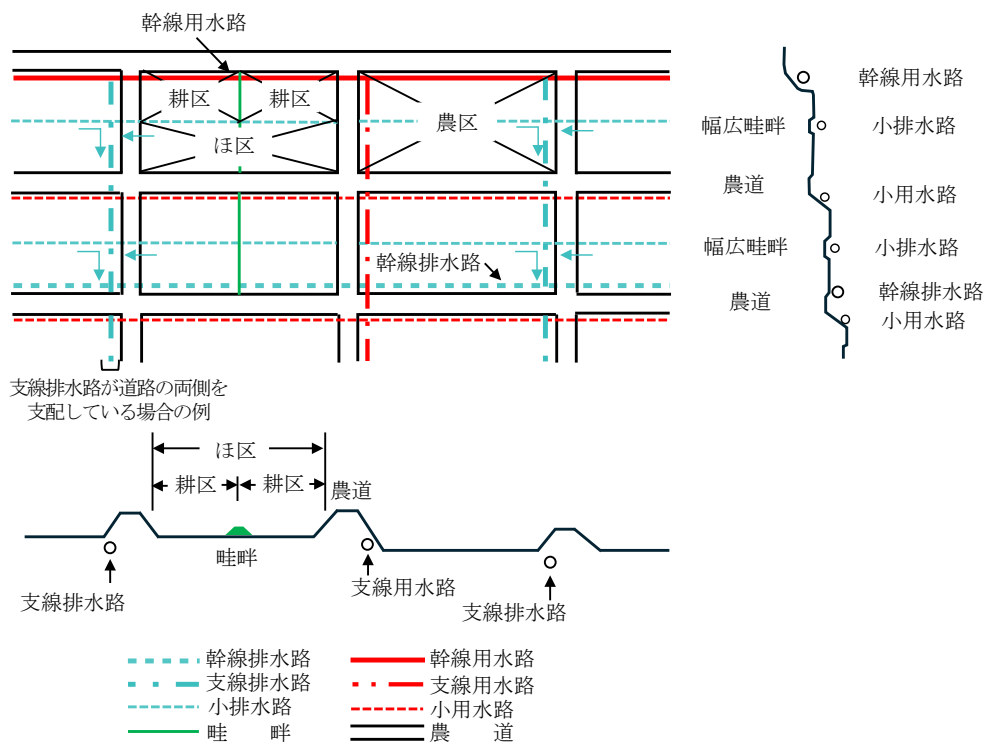 幹線用水路
耕区
耕区
ほ区
農区
幹線排水路
支線排水路が道路の両側を
支配している場合の例
幹線用水路
幅広畦畔
小排水路
農道
小用水路
幅広畦畔
小排水路
農道
幹線排水路
小用水路
ほ区
耕区
耕区
農道
畦畔
支線排水路
支線用水路
支線排水路
幹線排水路
支線排水路
小排水路
畦　畔
幹線用水路
支線用水路
小用水路
農　道